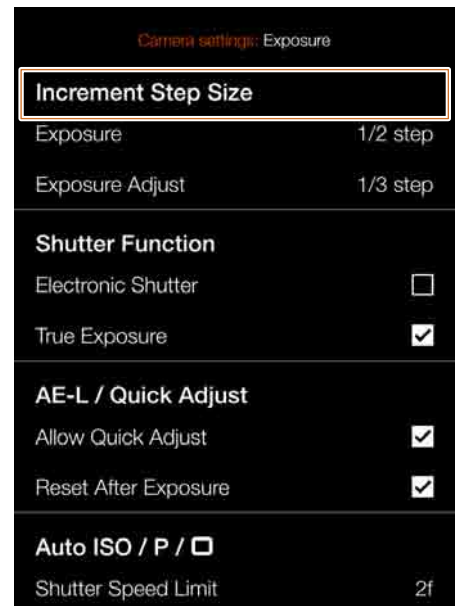 Camera settings: Exposure
Increment Step Size
Exposure 1/2 step
Exposure Adjust 1/3 step
Shutter Function
Electronic Shutter
True Exposure
AE-L / Quick Adjust
Allow Quick Adjust
Reset After Exposure
Auto ISO / P /
Shutter Speed Limit 2f